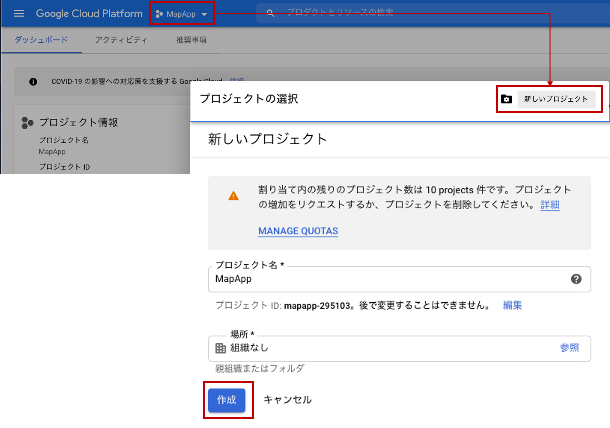 Google Cloud Platform
MapApp
プロダクトとリソースの検索
ダッシュボード
アクティビティ
推奨事項
COVID-19 の影響への対応策を支援する Google Cloud 詳細
プロジェクト情報
プロジェクト名
MapApp
プロジェクト ID
プロジェクトの選択
新しいプロジェクト
新しいプロジェクト
割り当て内の残りのプロジェクト数は 10 projects 件です。プロジェクト
の増加をリクエストするか、プロジェクトを削除してください。 詳細
MANAGE QUOTAS
プロジェクト名 *
MapApp
プロジェクト ID: mapapp-295103。後で変更することはできません。 編集
場所 *
組織なし
参照
親組織またはフォルダ
作成
キャンセル